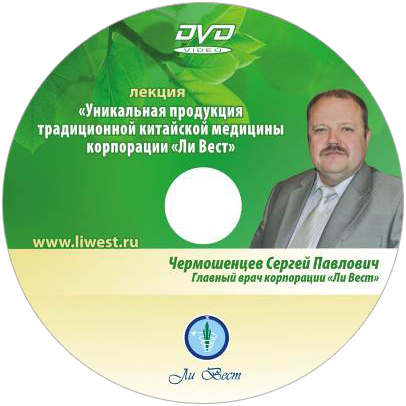 DVD
VIDEO
лекция
«Уникальная продукция
традиционной китайской медицины
корпорации «Ли Вест»
www.liwest.ru
Чермошенцев Сергей Павлович
Главный врач корпорации «Ли Вест»
Ли Вест